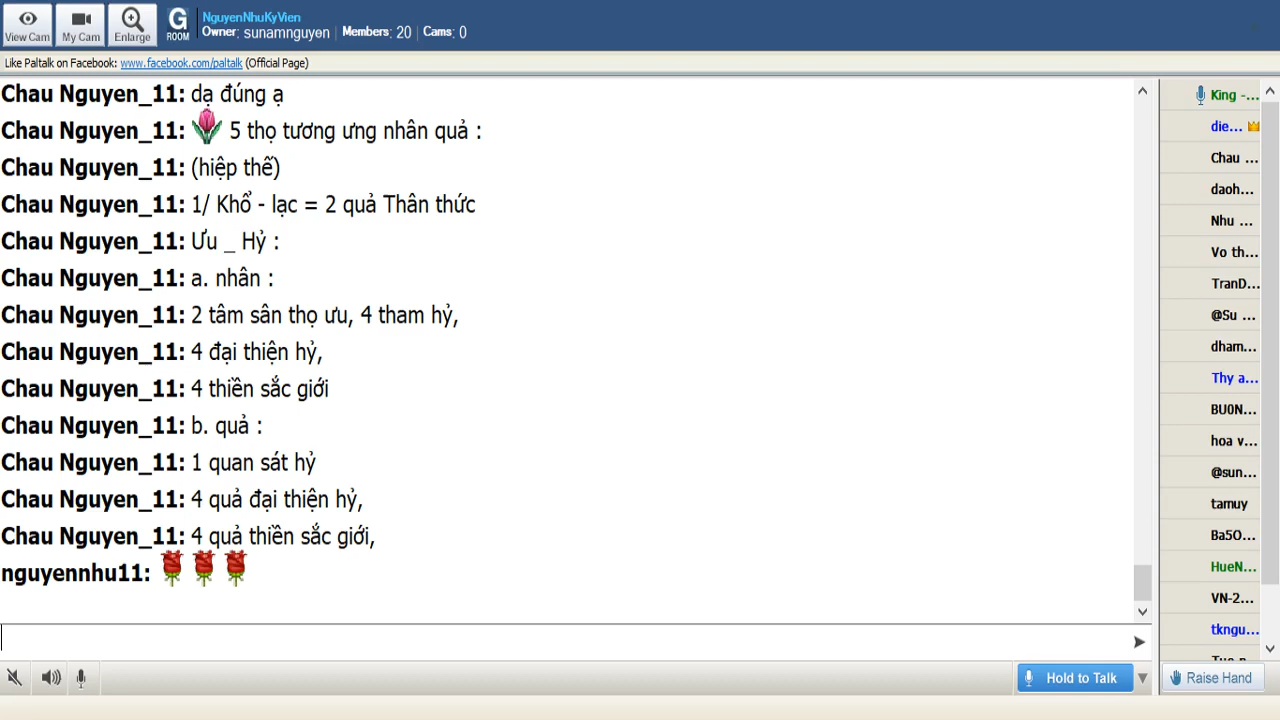 View Cam
My Cam
Enlarge
G
ROOM
NguyenNhuKyVien
Owner: sunamnguyen Members: 20 Cams: 0
Like Paltalk on Facebook: www.facebook.com/paltalk (Official Page)
Chau Nguyen_11: dạ đúng ạ
Chau Nguyen_11: 5 thọ tương ưng nhân quả :
Chau Nguyen_11: (hiệp thế)
Chau Nguyen_11: 1/ Khổ - lạc = 2 quả Thân thức
Chau Nguyen_11: Ưu _ Hỷ :
Chau Nguyen_11: a. nhân :
Chau Nguyen_11: 2 tâm sân thọ ưu, 4 tham hỷ,
Chau Nguyen_11: 4 đại thiện hỷ,
Chau Nguyen_11: 4 thiền sắc giới
Chau Nguyen_11: b. quả :
Chau Nguyen_11: 1 quan sát hỷ
Chau Nguyen_11: 4 quả đại thiện hỷ,
Chau Nguyen_11: 4 quả thiền sắc giới,
nguyennhu11:
King -...
die...
Chau ...
daoh...
Nhu ...
Vo th...
TranD...
@Su ...
dham...
Thy a...
BU0N...
hoa v...
@sun...
tamuy
Ba5O...
HueN...
VN-2...
tkngu...
Hold to Talk
Raise Hand